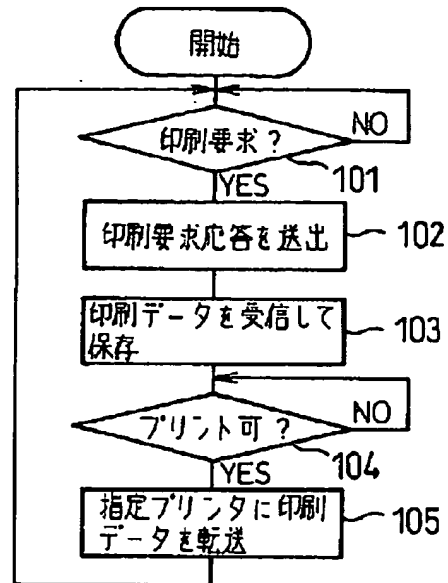 開始
印刷要求?
NO
101
YES
印刷要求応答を送出
102
印刷データを受信して
保存
103
プリント可?
NO
104
YES
指定プリンタに印刷
データを転送
105